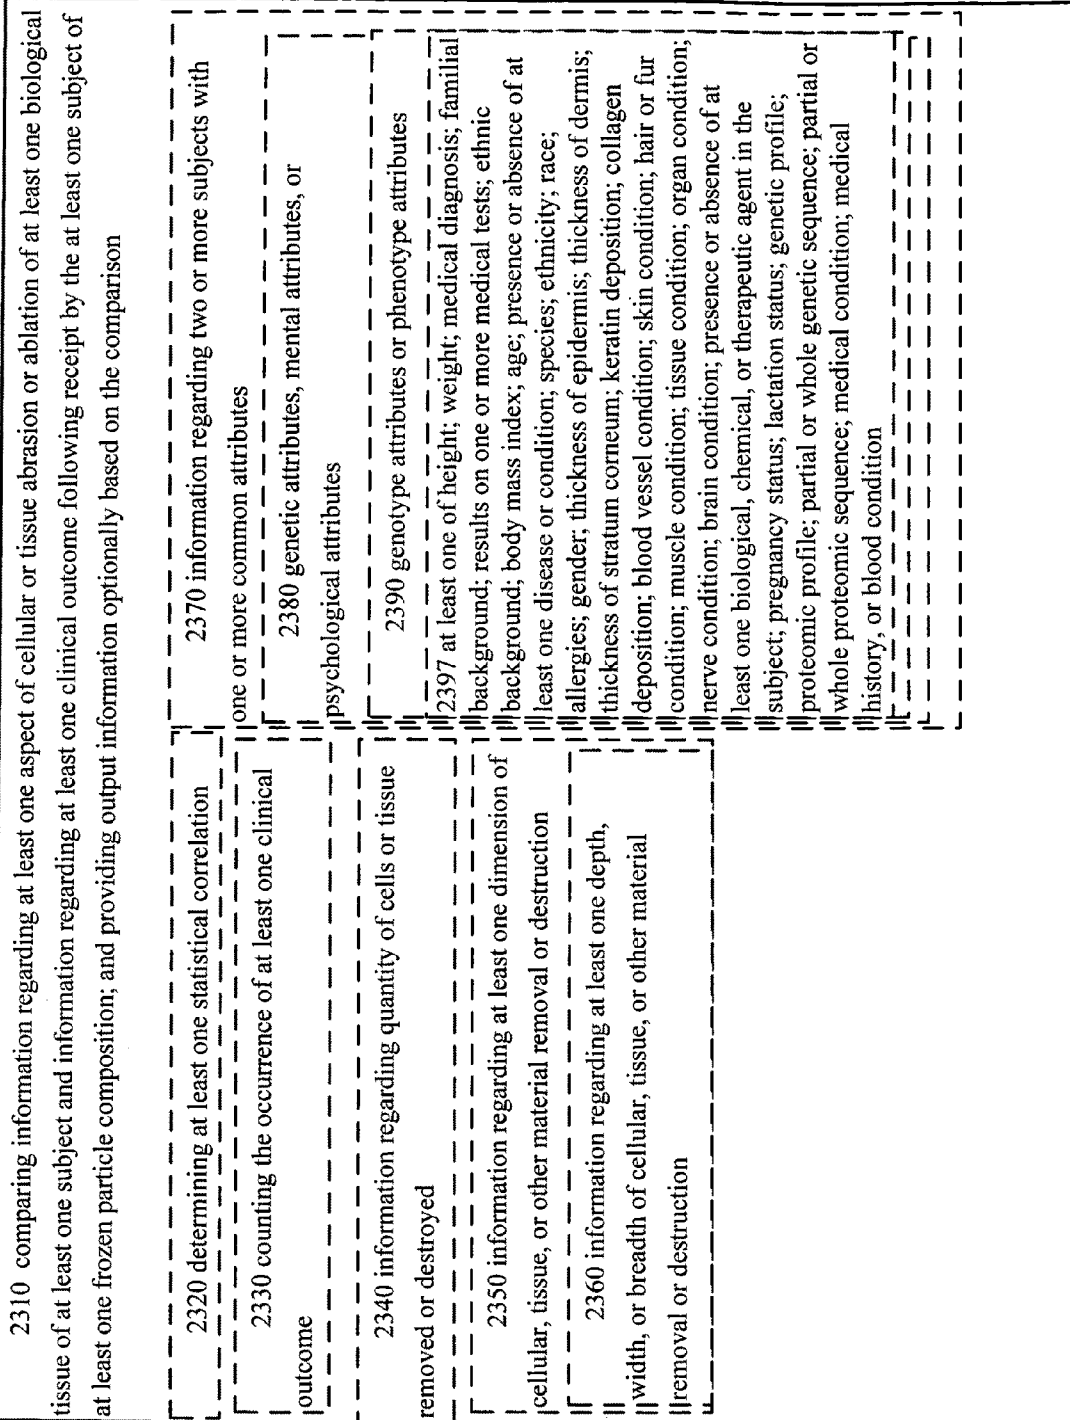 2310 comparing information regarding at least one aspect of cellular or tissue abrasion or ablation of at least one biological
tissue of at least one subject and information regarding at least one clinical outcome following receipt by the at least one subject of
at least one frozen particle composition; and providing output information optionally based on the comparison
2320 determining at least one statistical correlation
2330 counting the occurrence of at least one clinical
outcome
2340 information regarding quantity of cells or tissue
removed or destroyed
2350 information regarding at least one dimension of
cellular, tissue, or other material removal or destruction
2360 information regarding at least one depth,
width, or breadth of cellular, tissue, or other material
removal or destruction
2370 information regarding two or more subjects with
one or more common attributes
2380 genetic attributes, mental attributes, or
psychological attributes
2390 genotype attributes or phenotype attributes
2397 at least one of height; weight; medical diagnosis; familial
background; results on one or more medical tests; ethnic
background; body mass index; age; presence or absence of at
least one disease or condition; species; ethnicity; race;
allergies; gender; thickness of epidermis; thickness of dermis;
thickness of stratum corneum; keratin deposition; collagen
deposition; blood vessel condition; skin condition; hair or fur
condition; muscle condition; tissue condition; organ condition;
nerve condition; brain condition; presence or absence of at
least one biological, chemical, or therapeutic agent in the
subject; pregnancy status; lactation status; genetic profile;
proteomic profile; partial or whole genetic sequence; partial or
whole proteomic sequence; medical condition; medical
history, or blood condition